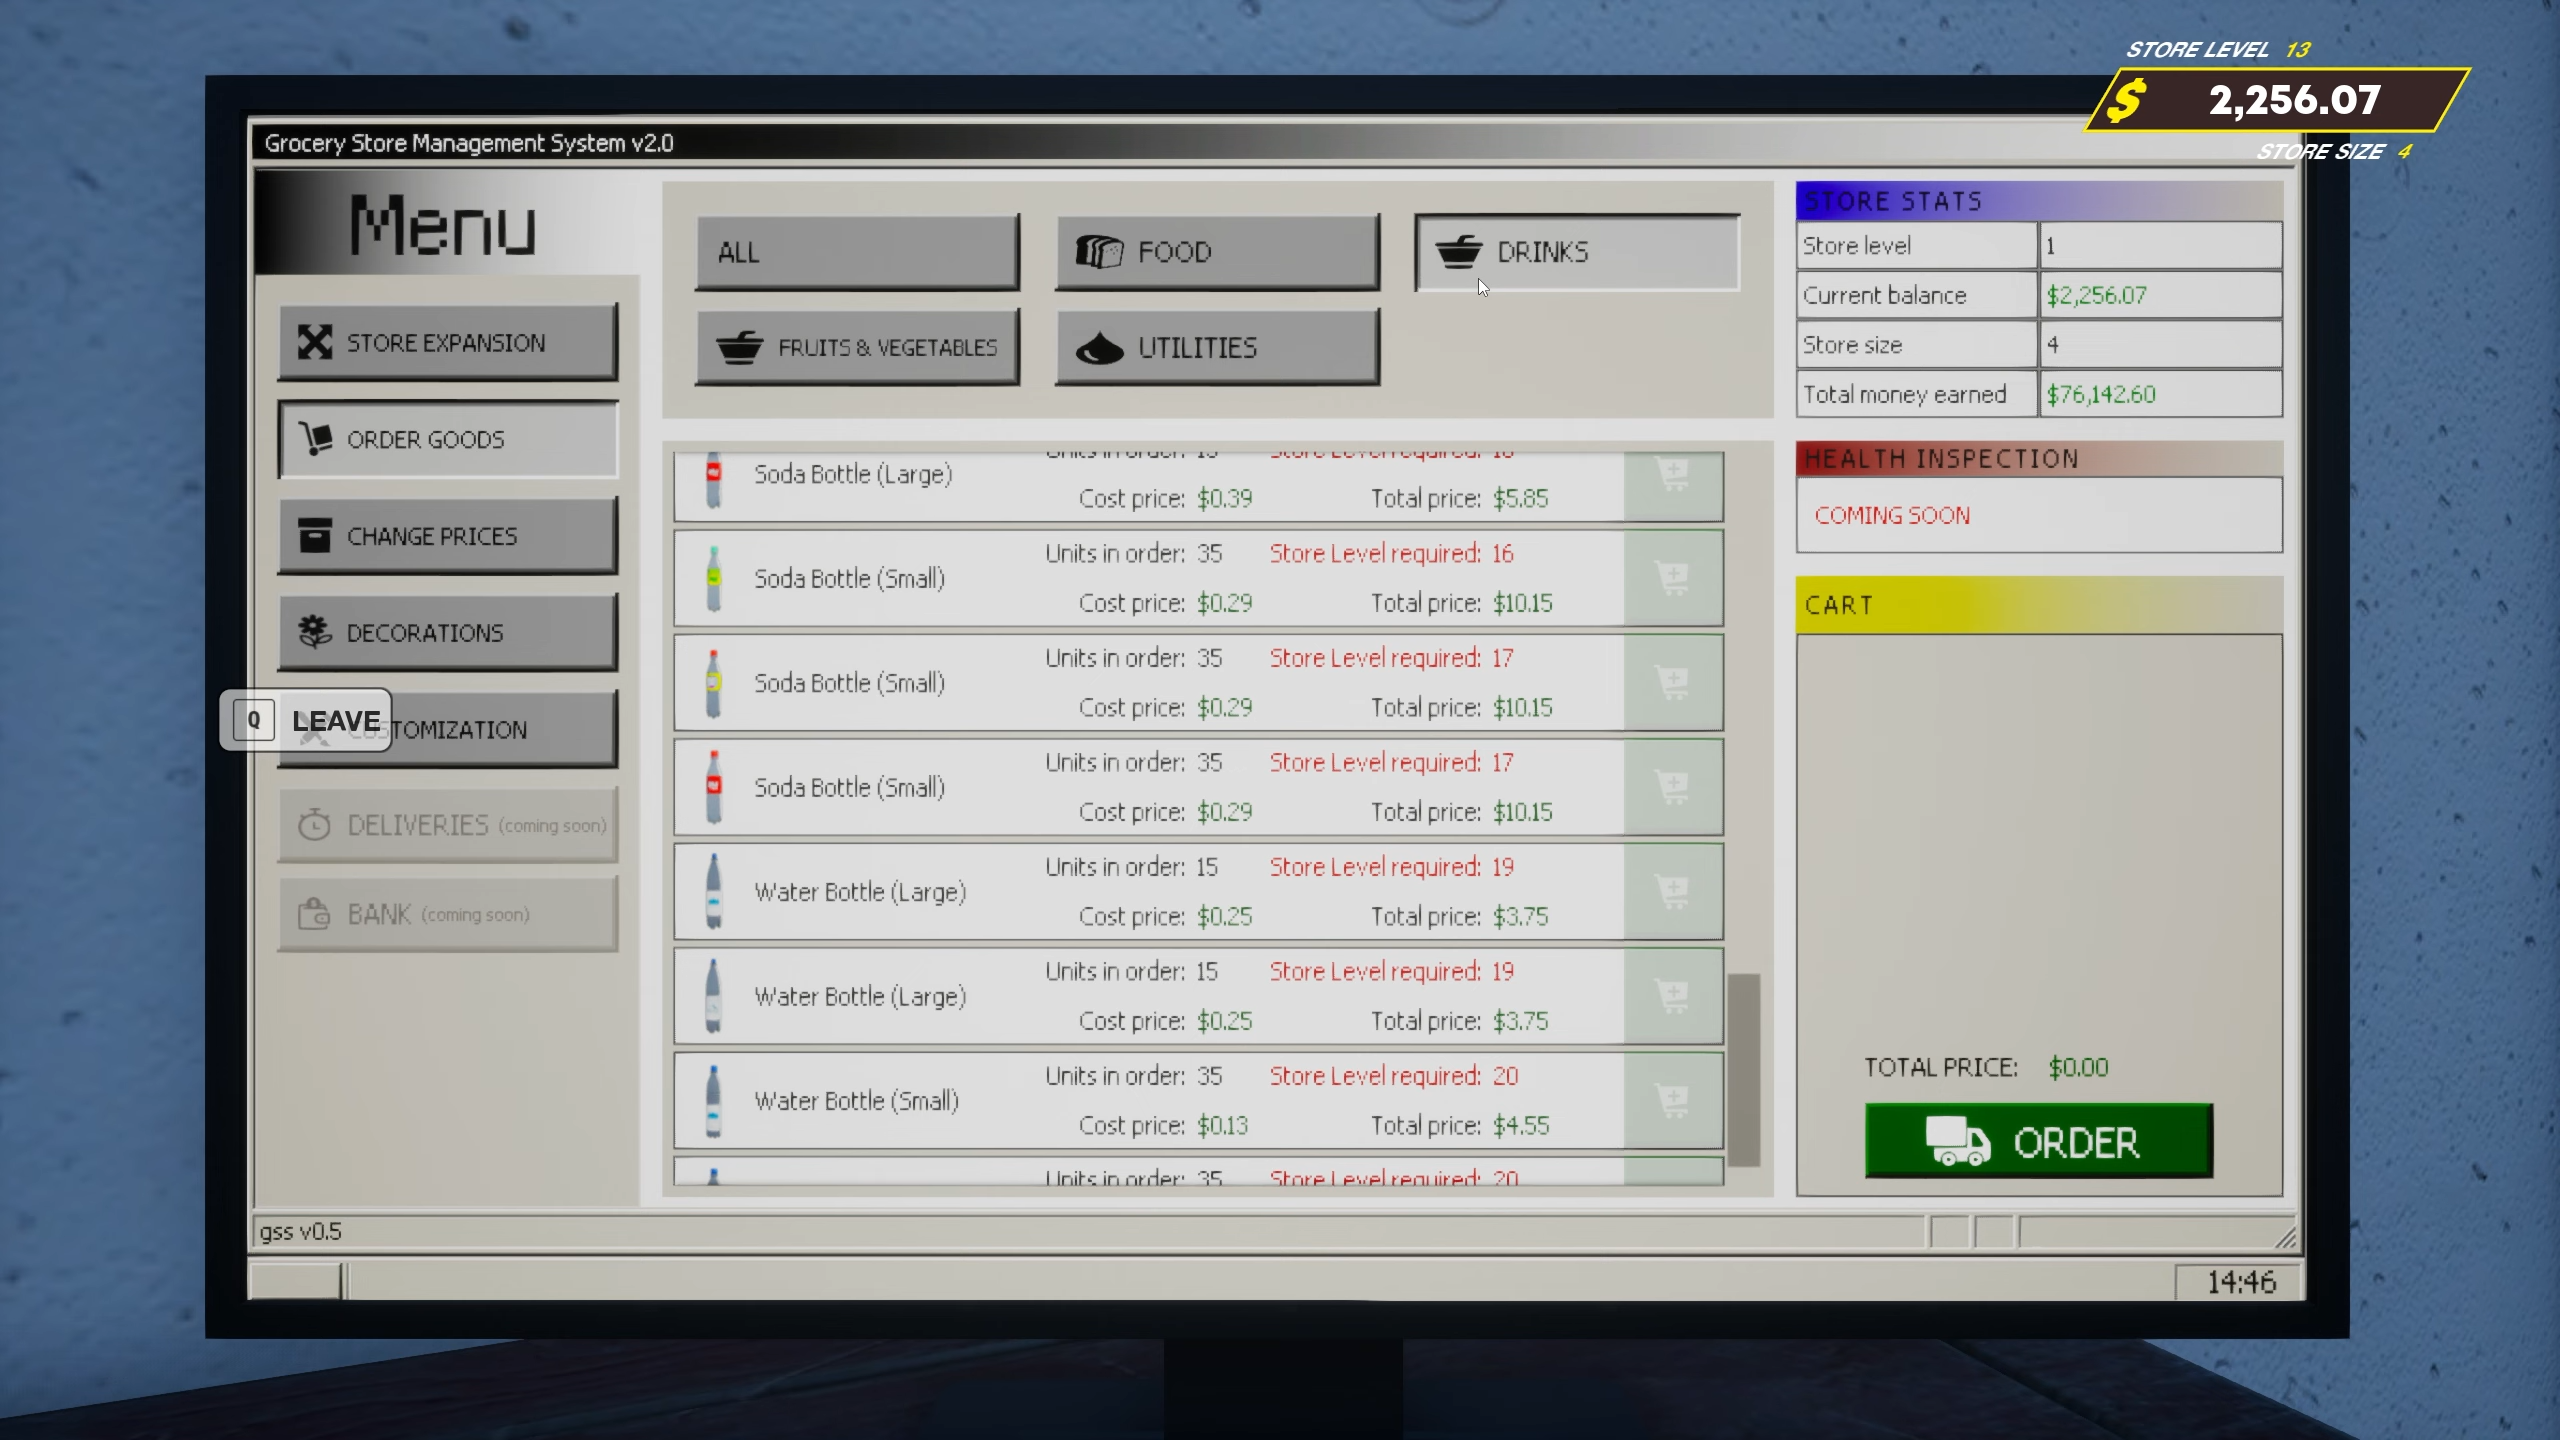 STORE LEVEL 13
$ 2,256.07
STORE SIZE 4
Grocery Store Management System v2.0
Menu
STORE EXPANSION
ORDER GOODS
CHANGE PRICES
DECORATIONS
Q LEAVE
STOMIZATION
DELIVERIES (coming soon)
BANK (coming soon)
ALL
FOOD
DRINKS
FRUITS & VEGETABLES
UTILITIES
Soda Bottle (Large) Units in order: 15 Store Level required: 16
Cost price: $0.39 Total price: $5.85
Soda Bottle (Small) Units in order: 35 Store Level required: 16
Cost price: $0.29 Total price: $10.15
Soda Bottle (Small) Units in order: 35 Store Level required: 17
Cost price: $0.29 Total price: $10.15
Soda Bottle (Small) Units in order: 35 Store Level required: 17
Cost price: $0.29 Total price: $10.15
Water Bottle (Large) Units in order: 15 Store Level required: 19
Cost price: $0.25 Total price: $3.75
Water Bottle (Large) Units in order: 15 Store Level required: 19
Cost price: $0.25 Total price: $3.75
Water Bottle (Small) Units in order: 35 Store Level required: 20
Cost price: $0.13 Total price: $4.55
Units in order: 35 Store Level required: 20
STORE STATS
Store level 1
Current balance $2,256.07
Store size 4
Total money earned $76,142.60
HEALTH INSPECTION
COMING SOON
CART
TOTAL PRICE: $0.00
ORDER
gss v0.5
14:46